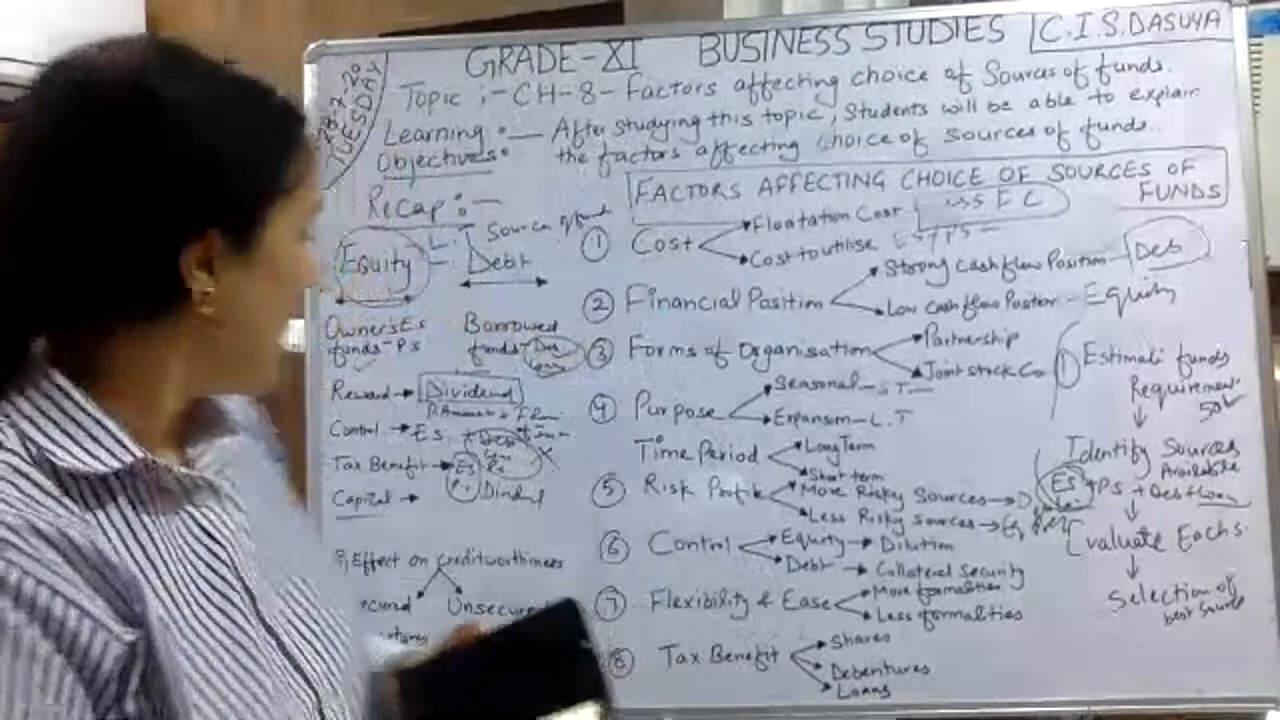 GRADE-XI BUSINESS STUDIES C.I.S.DASUYA
TUESDAY
Topic :- CH-8- Factors affecting choice of Sources of funds.
Learning Objectives :- After studying this topic, Students will be able to explain
the factors affecting choice of sources of funds.
Recap :-
Equity
Debt
Owner's
funds
Borrowed
funds
Reward → Dividend
Control → ES
Tax Benefit →
Capital →
Effect on creditworthiness
Unsecured
FACTORS AFFECTING CHOICE OF SOURCES OF
FUNDS
① Cost
Floatation Cost
Cost to utilise
② Financial Position
Strong Cash flow Position - Deb
Low cash flow Position - Equity
③ Forms of Organisation
Partnership
Joint stock Co
④ Purpose
Seasonal - S.T
Expansion - L.T
Time Period
Long Term
Short term
⑤ Risk Profile
More Risky Sources → D
Less Risky Sources →
⑥ Control
Equity → Dilution
Debt → Collateral Security
⑦ Flexibility & Ease
More formalities
Less formalities
⑧ Tax Benefit
Shares
Debentures
Loans
① Estimate funds
Requirement
↓
Identify Sources
Available
ES + PS + Deb + Loan
↓
Evaluate Each S.
↓
Selection of
best source